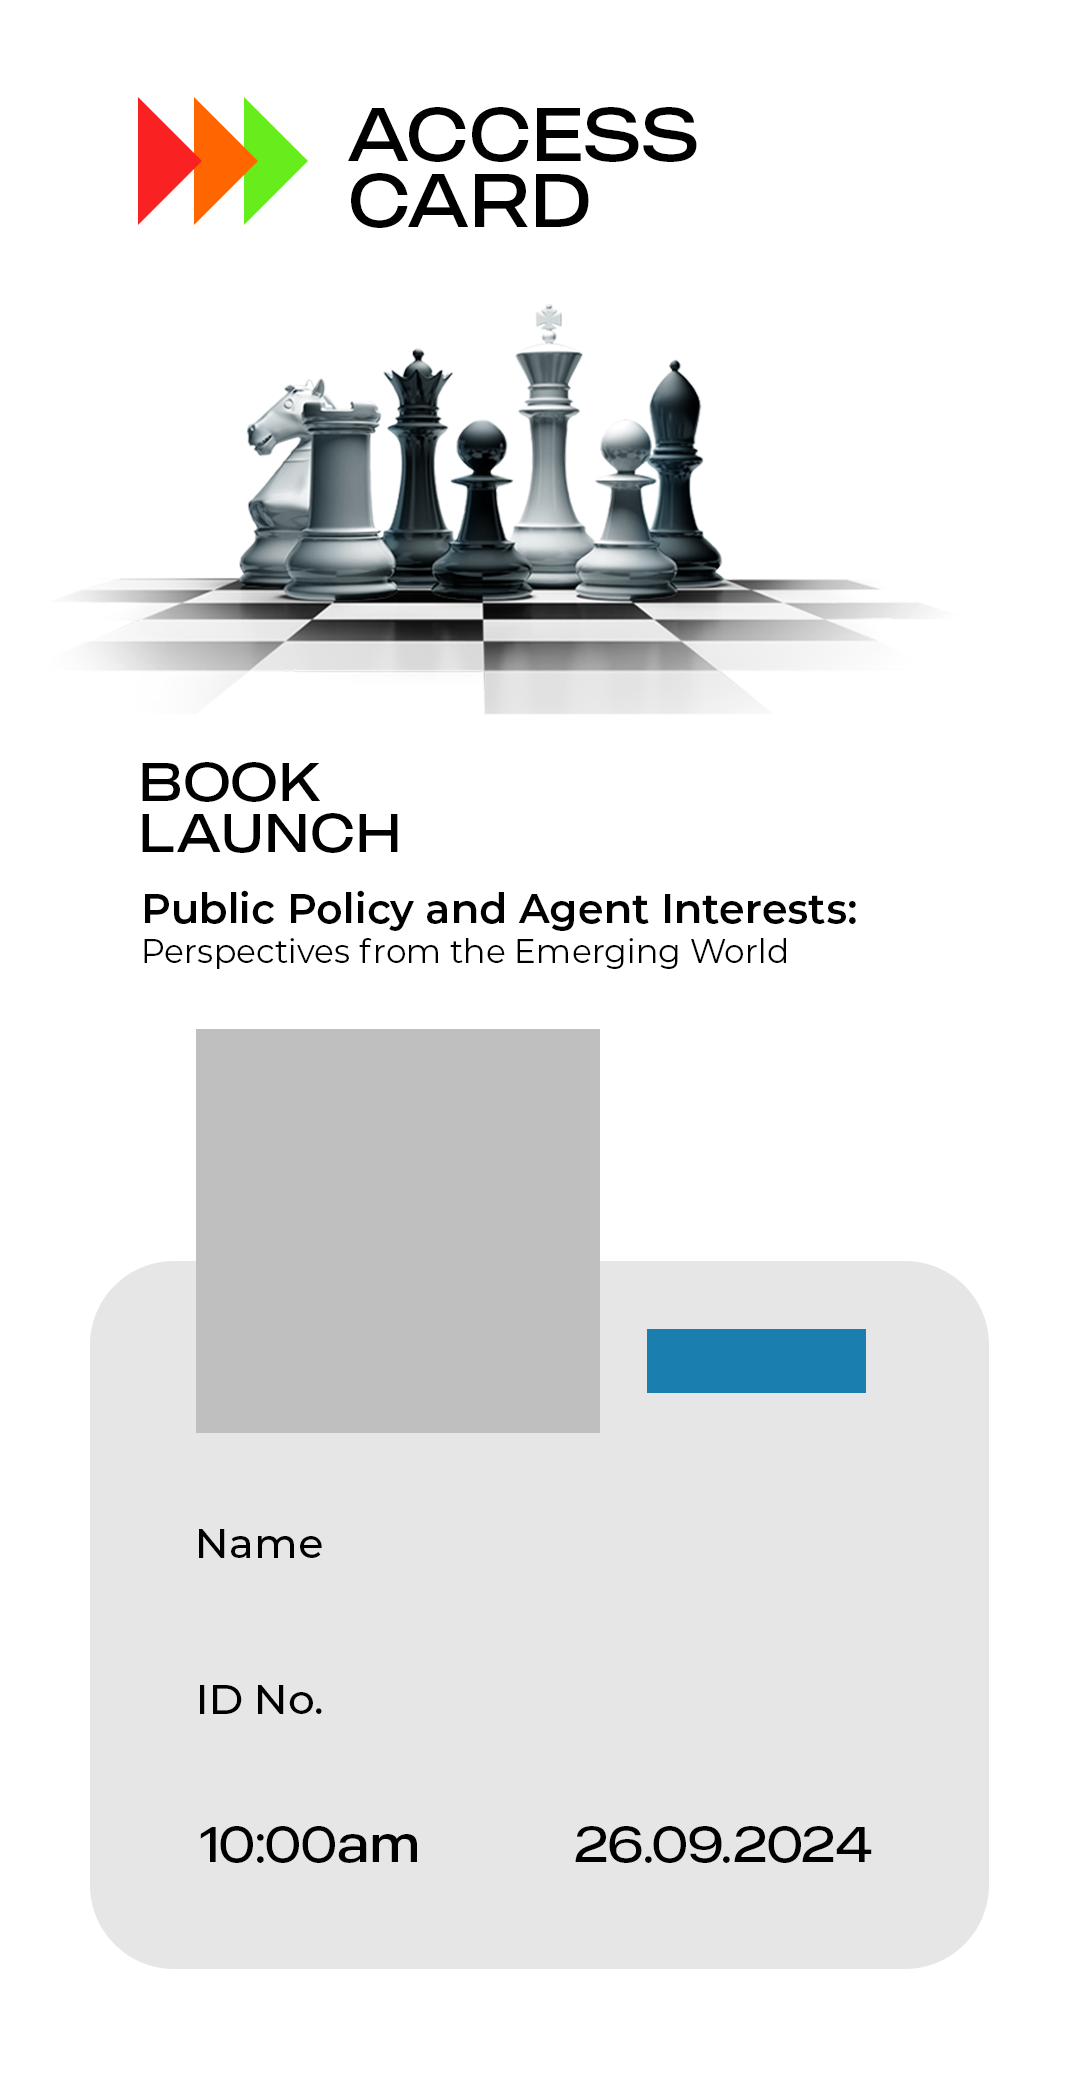 ACCESS
CARD
BOOK
LAUNCH
Public Policy and Agent Interests:
Perspectives from the Emerging World
Name
ID No.
10:00am 26.09.2024